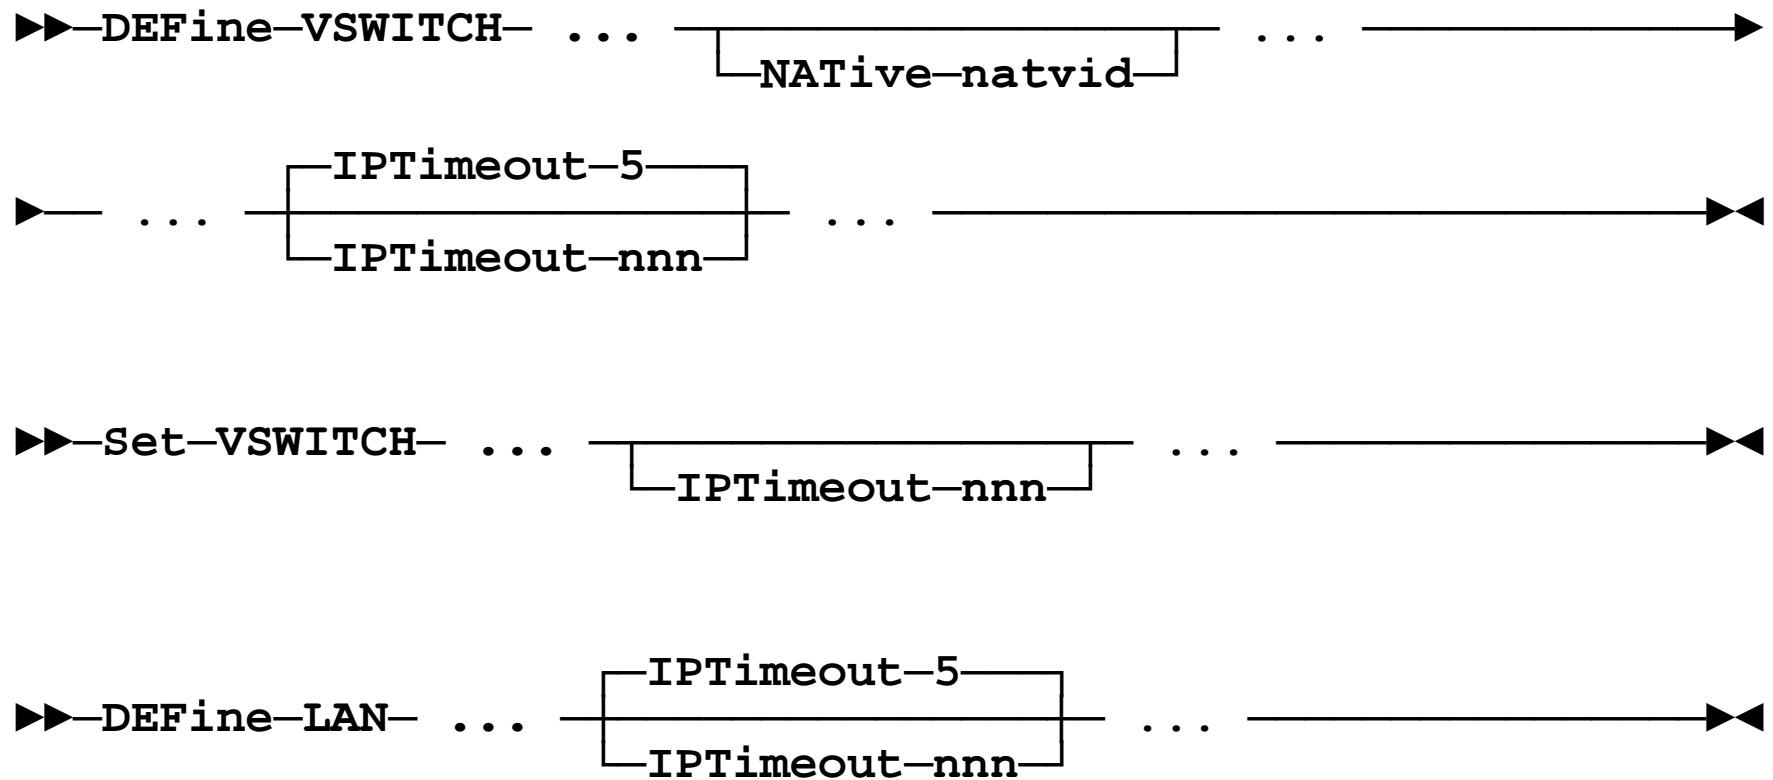 ►►─DEFine─VSWITCH─ ... ─┬────────────────┬─ ... ─────────────►
└─NATive─natvid──┘
┌─IPTimeout─5────┐
►── ... ─┼────────────────┼─ ... ───────────────────────────►◄
└─IPTimeout─nnn──┘
►►─Set─VSWITCH─ ... ─┬────────────────┬─ ... ───────────────►◄
└─IPTimeout─nnn──┘
┌─IPTimeout─5────┐
►►─DEFine─LAN─ ... ─┼────────────────┼─ ... ────────────────►◄
└─IPTimeout─nnn──┘